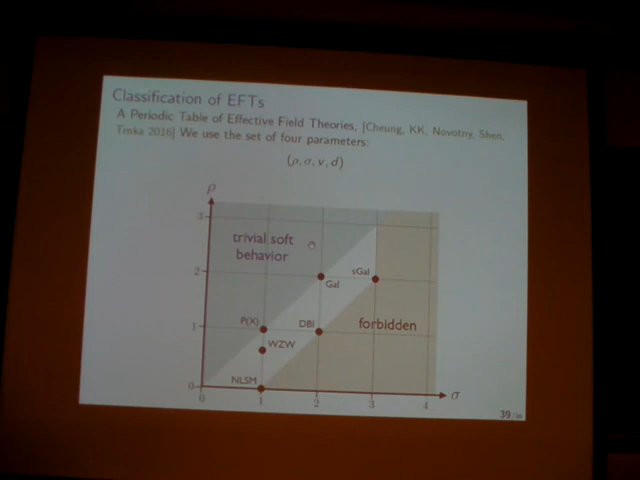 Classification of EFTs
A Periodic Table of Effective Field Theories, [Cheung, KK, Novotny, Shen,
Trnka 2016] We use the set of four parameters:
(ρ, σ, v, d)
ρ
3
trivial soft
behavior
2
sGal
Gal
P(X)
DBI
forbidden
1
WZW
NLSM
0
0
1
2
3
4
σ
39